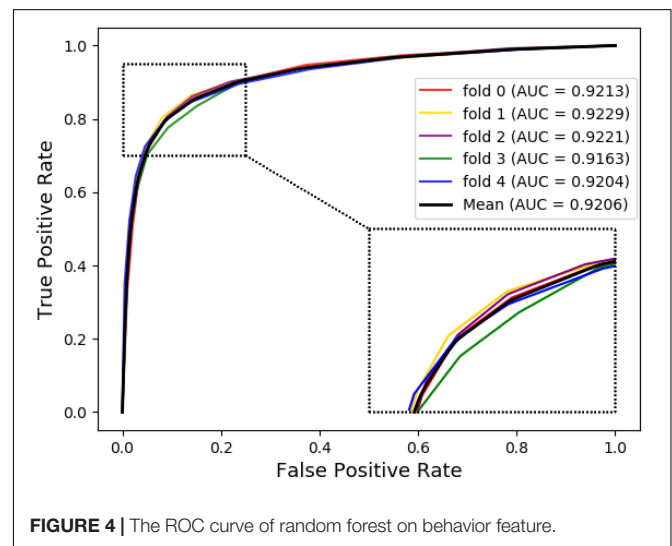 1.0
0.8
0.6
0.4
0.2
0.0
True Positive Rate
fold 0 (AUC = 0.9213)
fold 1 (AUC = 0.9229)
fold 2 (AUC = 0.9221)
fold 3 (AUC = 0.9163)
fold 4 (AUC = 0.9204)
Mean (AUC = 0.9206)
0.0 0.2 0.4 0.6 0.8 1.0
False Positive Rate
FIGURE 4 | The ROC curve of random forest on behavior feature.